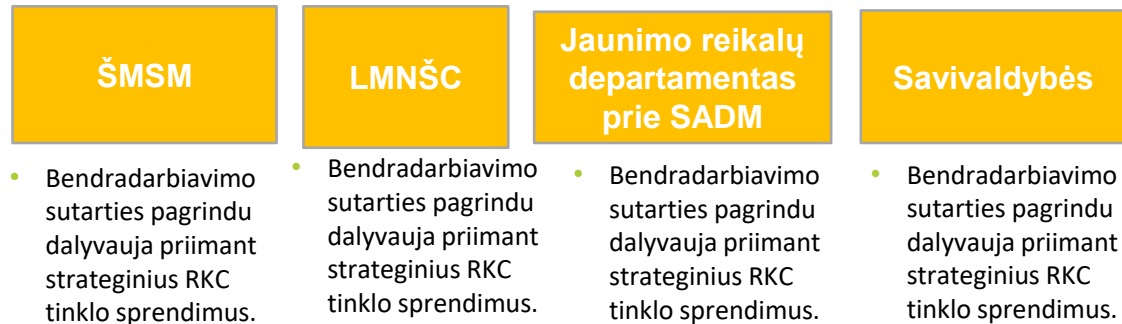 ŠMSM
• Bendradarbiavimo
sutarties pagrindu
dalyvauja priimant
strateginius RKC
tinklo sprendimus.
LMNŠC
• Bendradarbiavimo
sutarties pagrindu
dalyvauja priimant
strateginius RKC
tinklo sprendimus.
Jaunimo reikalų
departamentas
prie SADM
• Bendradarbiavimo
sutarties pagrindu
dalyvauja priimant
strateginius RKC
tinklo sprendimus.
Savivaldybės
• Bendradarbiavimo
sutarties pagrindu
dalyvauja priimant
strateginius RKC
tinklo sprendimus.